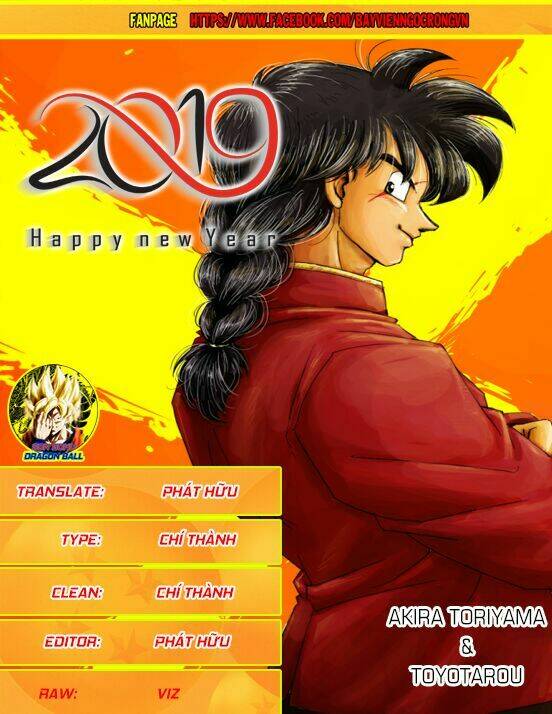 FANPAGE HTTPS://WWW.FACEBOOK.COM/BAYVIENNGOCRONGVN
2019
Happy new Year
DRAGON BALL
TRANSLATE: PHÁT HỮU
TYPE: CHÍ THÀNH
CLEAN: CHÍ THÀNH
EDITOR: PHÁT HỮU
RAW: VIZ
AKIRA TORIYAMA
&
TOYOTAROU